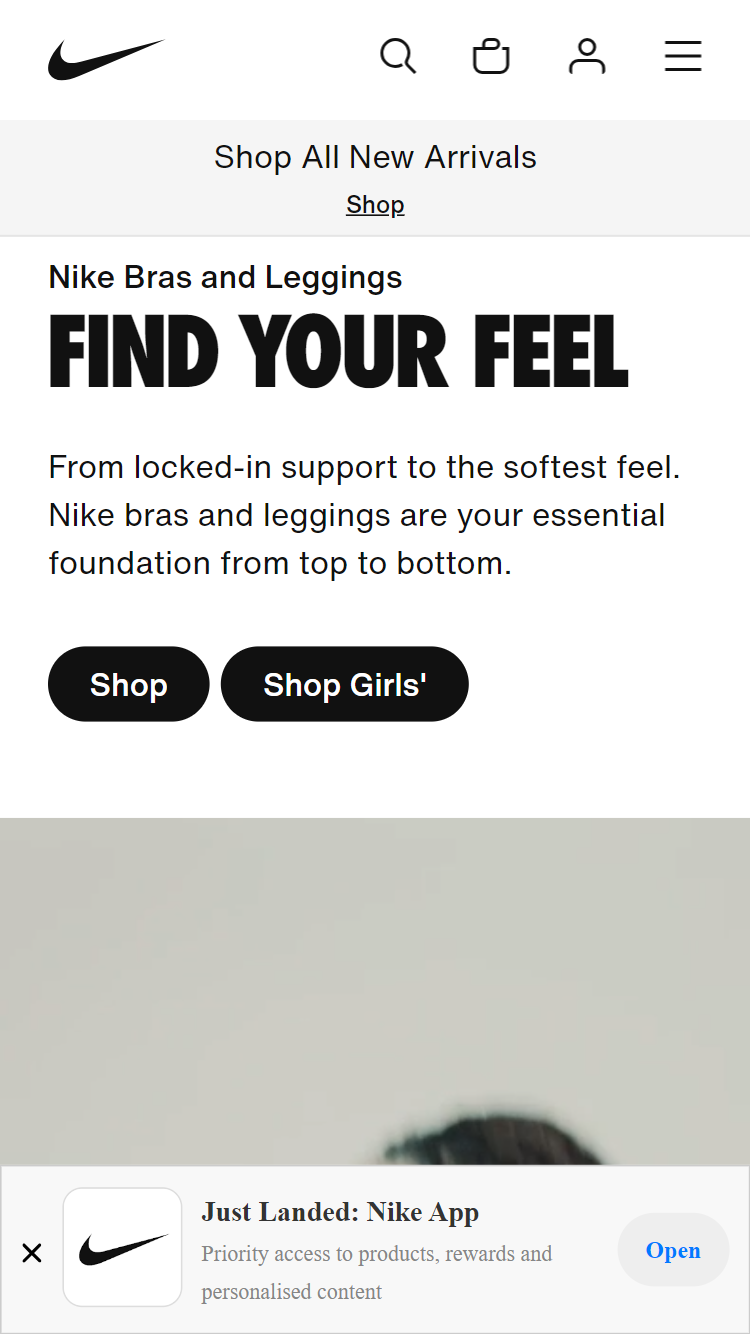 Shop All New Arrivals
Shop
Nike Bras and Leggings
FIND YOUR FEEL
From locked-in support to the softest feel.
Nike bras and leggings are your essential
foundation from top to bottom.
Shop
Shop Girls'
Just Landed: Nike App
Priority access to products, rewards and
personalised content
Open